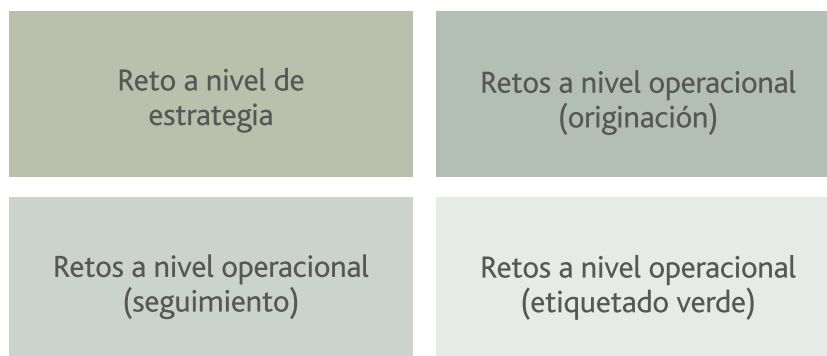 Reto a nivel de
estrategia
Retos a nivel operacional
(originación)
Retos a nivel operacional
(seguimiento)
Retos a nivel operacional
(etiquetado verde)